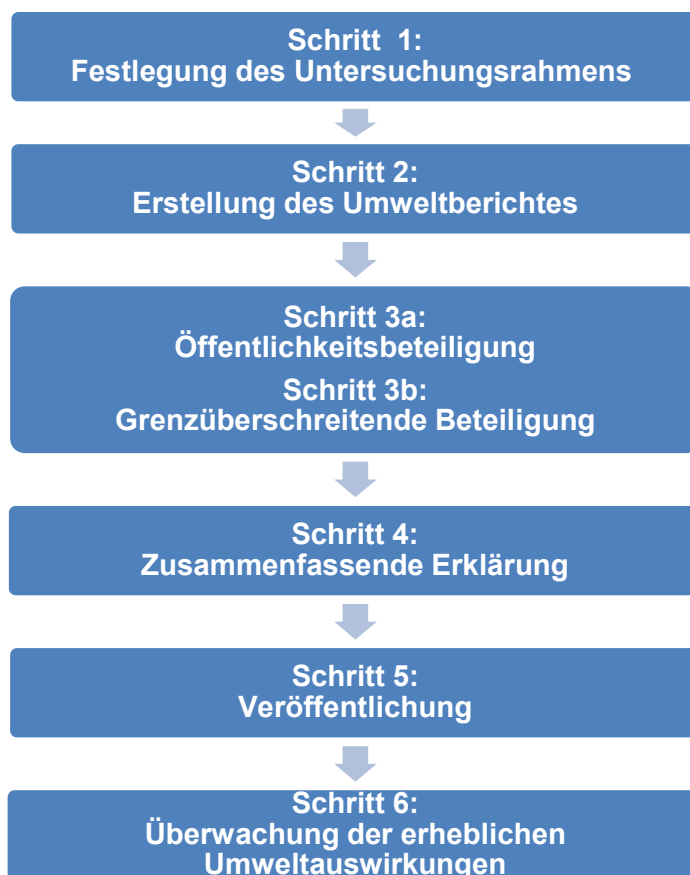 Schritt 1:
Festlegung des Untersuchungsrahmens
Schritt 2:
Erstellung des Umweltberichtes
Schritt 3a:
Öffentlichkeitsbeteiligung
Schritt 3b:
Grenzüberschreitende Beteiligung
Schritt 4:
Zusammenfassende Erklärung
Schritt 5:
Veröffentlichung
Schritt 6:
Überwachung der erheblichen
Umweltauswirkungen